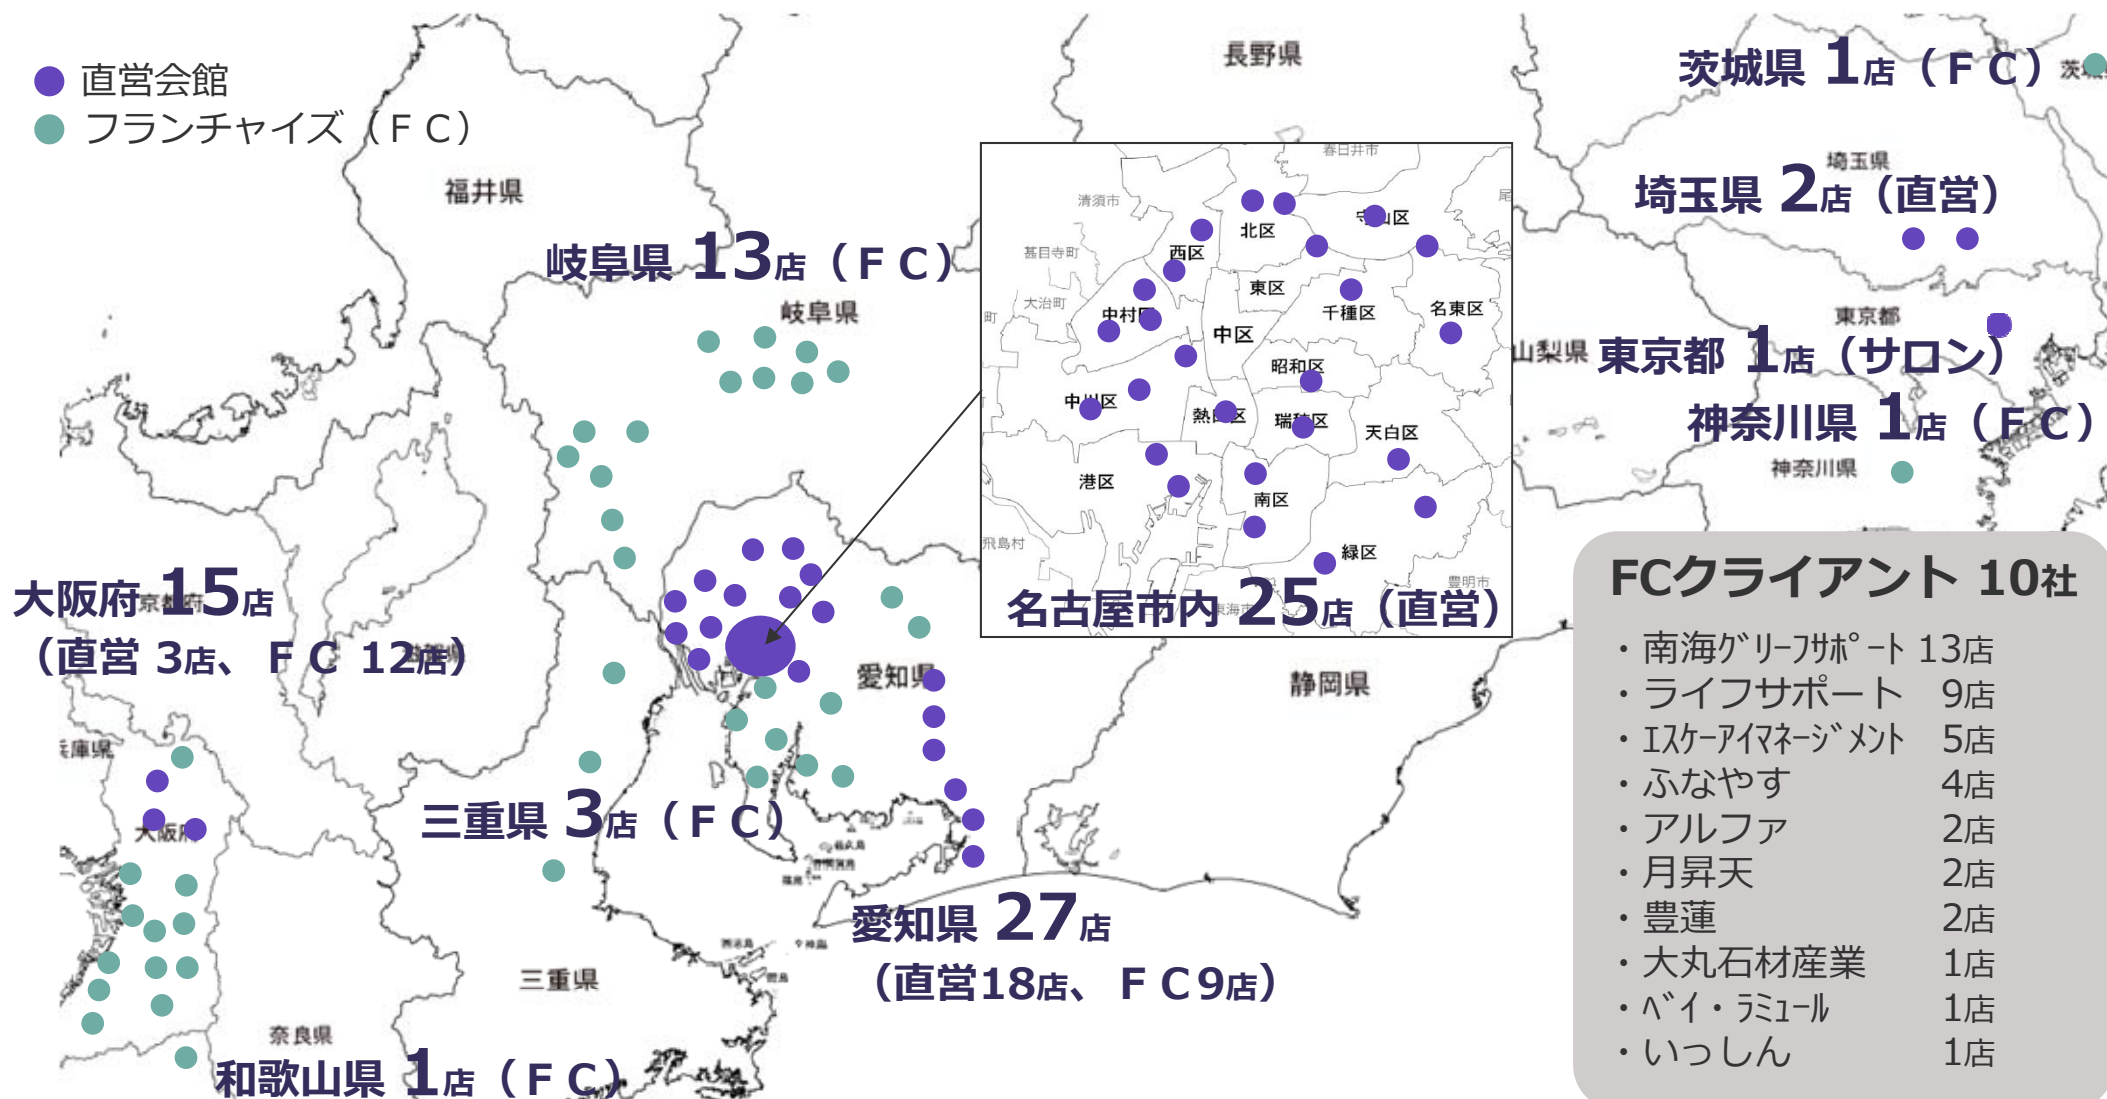 直営会館
フランチャイズ（ＦＣ）
長野県
茨城県 1店（ＦＣ）
福井県
岐阜県 13店（ＦＣ）
岐阜県
埼玉県
埼玉県 2店（直営）
東京都
東京都 1店（サロン）
山梨県
神奈川県 1店（ＦＣ）
神奈川県
春日井市
清須市
尾
守山区
北区
西区
甚目寺町
東区
大治町
町
中村区
千種区
名東区
中区
昭和区
中川区
熱田区
瑞穂区
天白区
港区
南区
飛島村
緑区
豊明市
東海市
名古屋市内 25店（直営）
大阪府 15店
（直営 3店、ＦＣ 12店）
京都府
滋賀県
愛知県
静岡県
兵庫県
大阪府
三重県 3店（ＦＣ）
愛知県 27店
（直営18店、ＦＣ9店）
三重県
奈良県
和歌山県 1店（ＦＣ）
FCクライアント 10社
・南海ｸﾞﾘｰﾌｻﾎﾟｰﾄ 13店
・ライフサポート 9店
・ｴｽｹｰｱｲﾏﾈｰｼﾞﾒﾝﾄ 5店
・ふなやす 4店
・アルファ 2店
・月昇天 2店
・豊蓮 2店
・大丸石材産業 1店
・ﾍﾞｲ・ﾗﾐｭｰﾙ 1店
・いっしん 1店